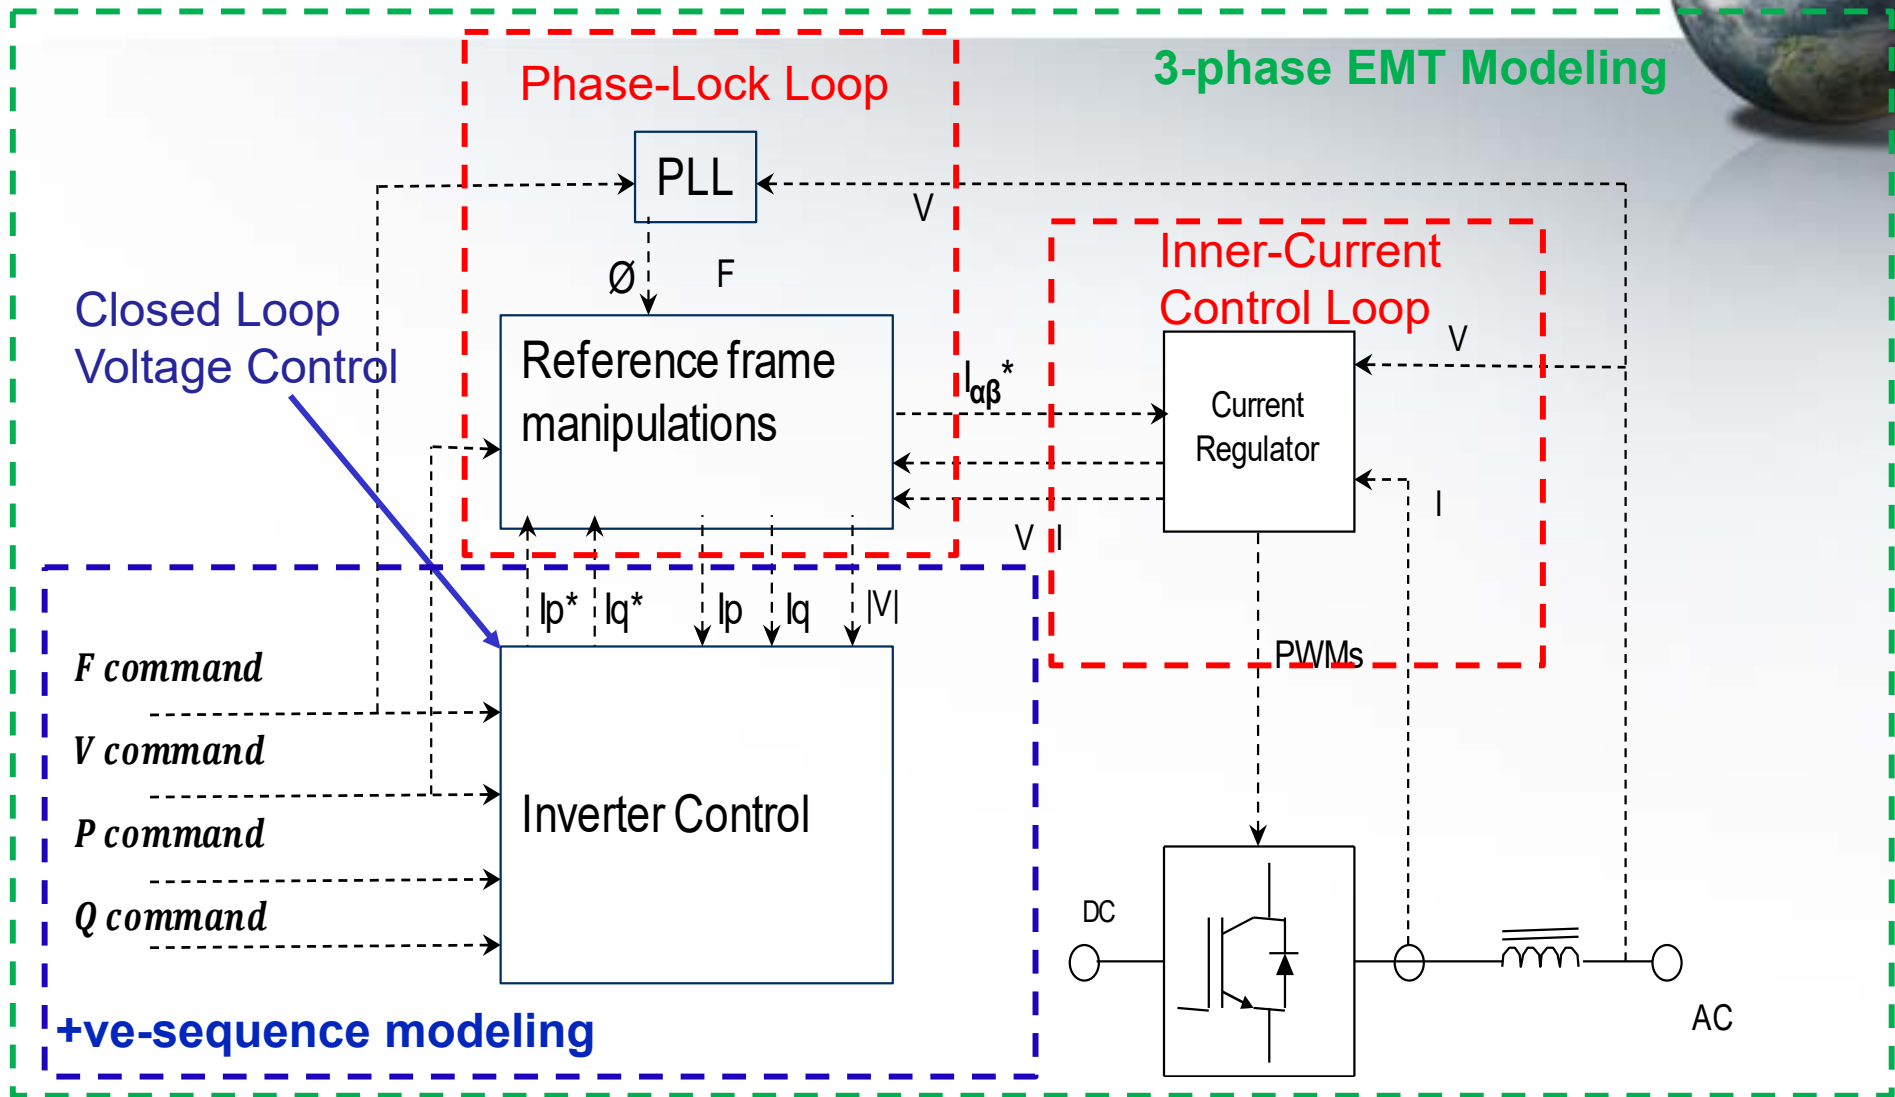 3-phase EMT Modeling
Phase-Lock Loop
PLL
V
Ø
F
Inner-Current
Control Loop
Closed Loop
Voltage Control
Reference frame
manipulations
Iαβ*
V
Current
Regulator
I
V I
Ip*
Iq*
Ip
Iq
|V|
PWMs
F command
V command
P command
Q command
Inverter Control
DC
AC
+ve-sequence modeling